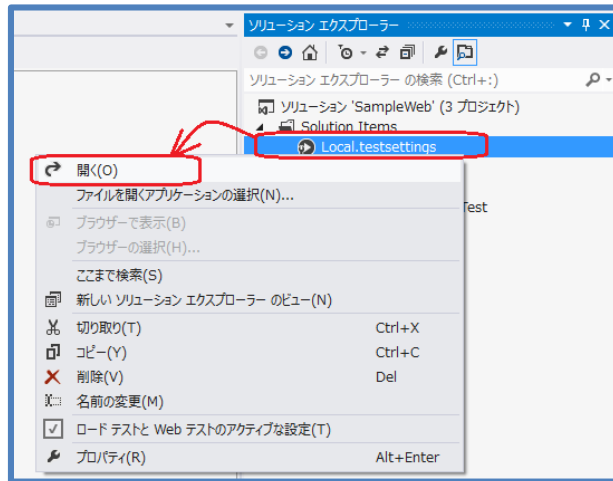 ソリューション エクスプローラー
ソリューション エクスプローラー の検索 (Ctrl+:)
ソリューション 'SampleWeb' (3 プロジェクト)
Solution Items
Local.testsettings
Test
開く(O)
ファイルを開くアプリケーションの選択(N)...
ブラウザーで表示(B)
ブラウザーの選択(H)...
ここまで検索(S)
新しい ソリューション エクスプローラー のビュー(N)
切り取り(T) Ctrl+X
コピー(Y) Ctrl+C
削除(V) Del
名前の変更(M)
ロード テストと Web テストのアクティブな設定(T)
プロパティ(R) Alt+Enter